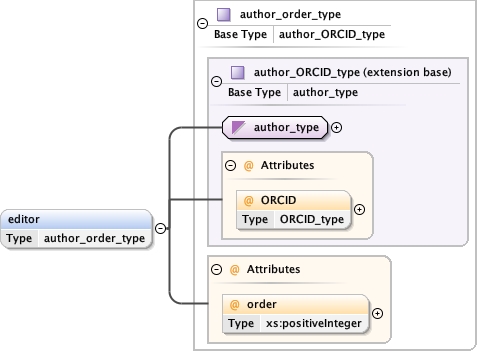 author_order_type
Base Type author_ORCID_type
author_ORCID_type (extension base)
Base Type author_type
author_type
@ Attributes
@ ORCID
Type ORCID_type
editor
Type author_order_type
@ Attributes
@ order
Type xs:positiveInteger